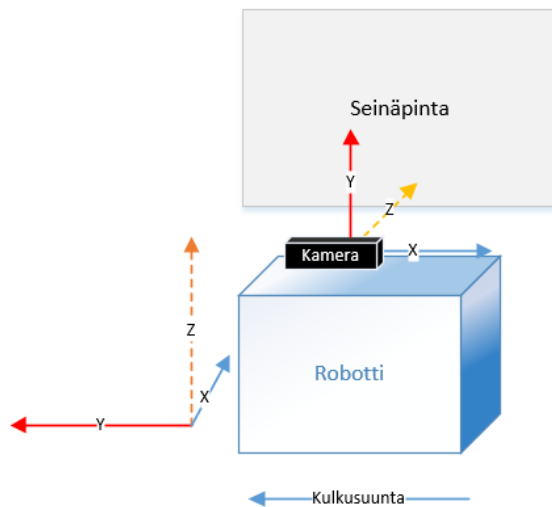 Seinäpinta
Y
Z
Kamera
X
Z
Robotti
X
Y
Kulkusuunta